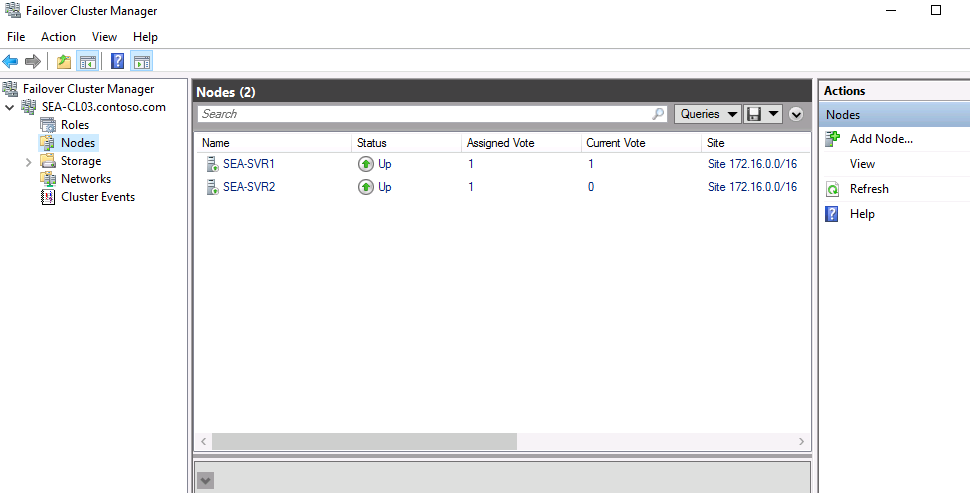 Failover Cluster Manager
File Action View Help
Failover Cluster Manager
SEA-CL03.contoso.com
Roles
Nodes
Storage
Networks
Cluster Events
Nodes (2)
Search
Queries
Name Status Assigned Vote Current Vote Site
SEA-SVR1 Up 1 1 Site 172.16.0.0/16
SEA-SVR2 Up 1 0 Site 172.16.0.0/16
Actions
Nodes
Add Node...
View
Refresh
Help